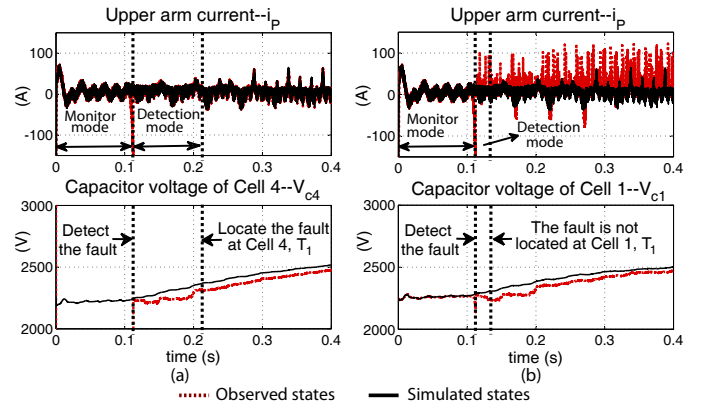 Upper arm current--iP
Upper arm current--iP
100
0
-100
(A)
Monitor mode
Detection mode
0
0.1
0.2
0.3
0.4
100
0
-100
(A)
Monitor mode
Detection mode
0
0.1
0.2
0.3
0.4
Capacitor voltage of Cell 4--Vc4
Capacitor voltage of Cell 1--Vc1
3000
(V)
2500
2000
Detect the fault
Locate the fault at Cell 4, T1
0
0.1
0.2
0.3
0.4
time (s)
(a)
3000
(V)
2500
2000
Detect the fault
The fault is not located at Cell 1, T1
0
0.1
0.2
0.3
0.4
time (s)
(b)
Observed states
Simulated states